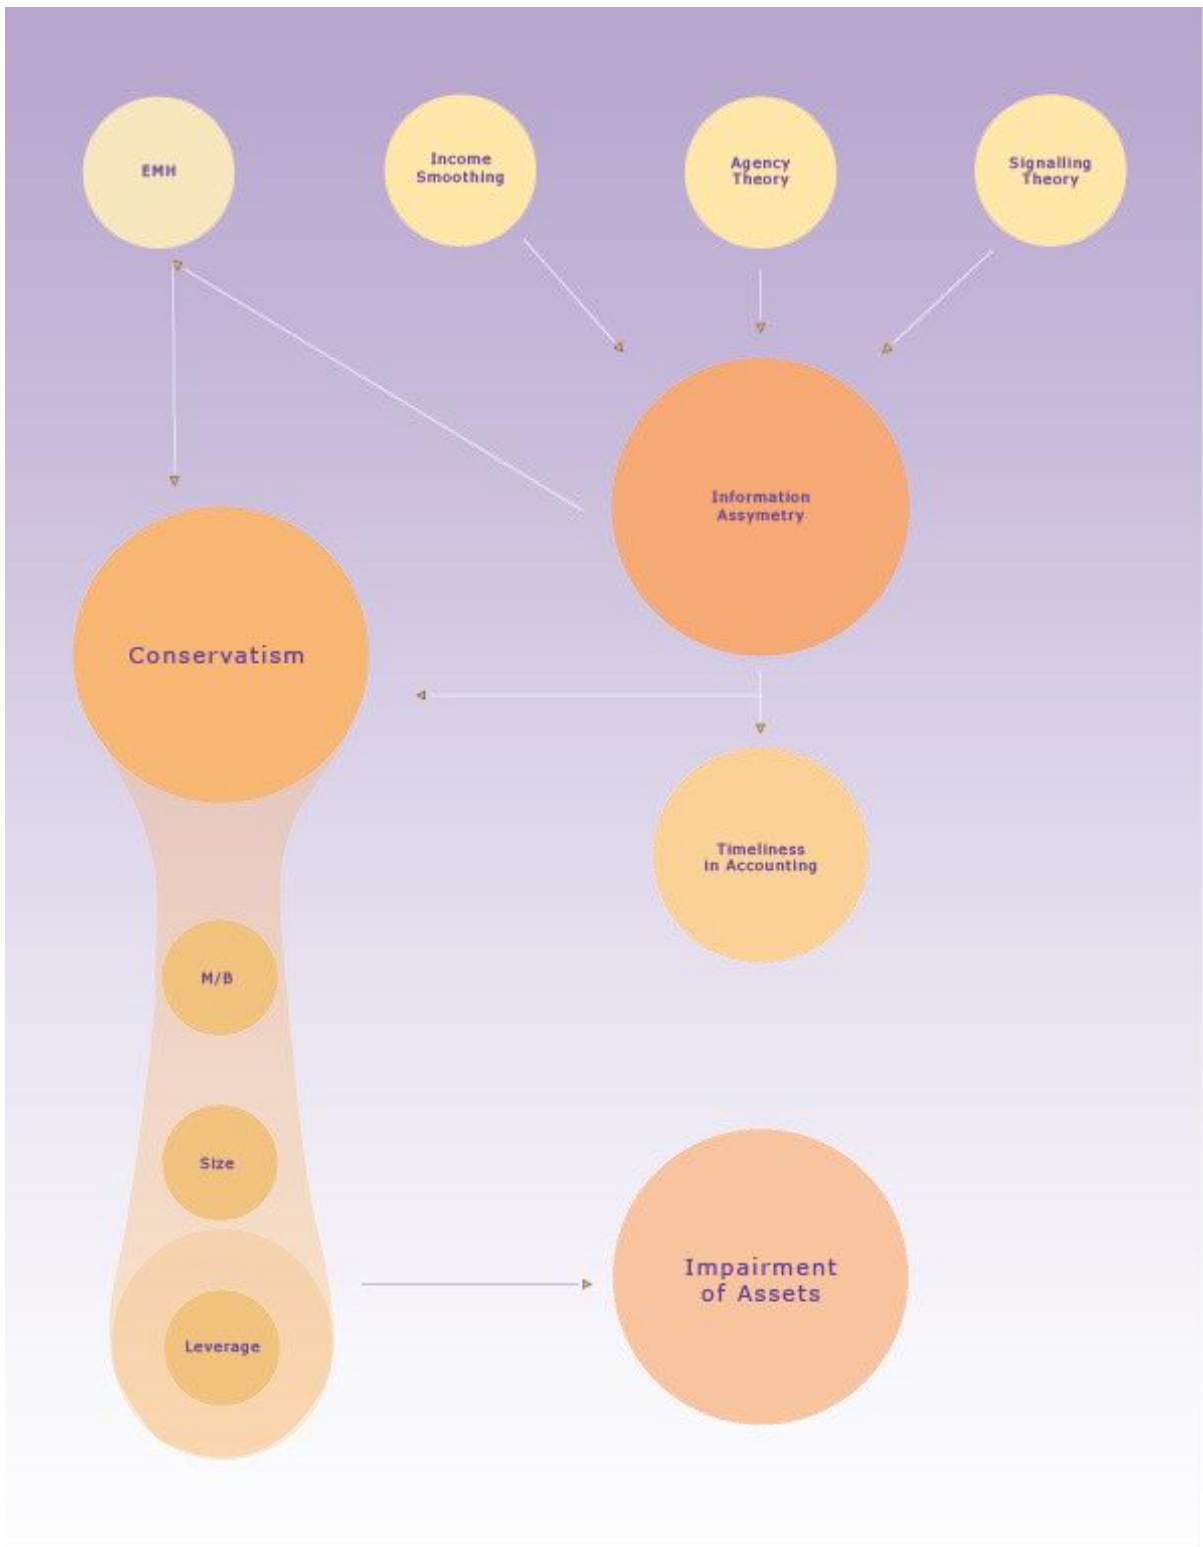 EMH
Income
Smoothing
Agency
Theory
Signalling
Theory
Information
Assymetry
Conservatism
Timeliness
in Accounting
M/B
Size
Impairment
of Assets
Leverage